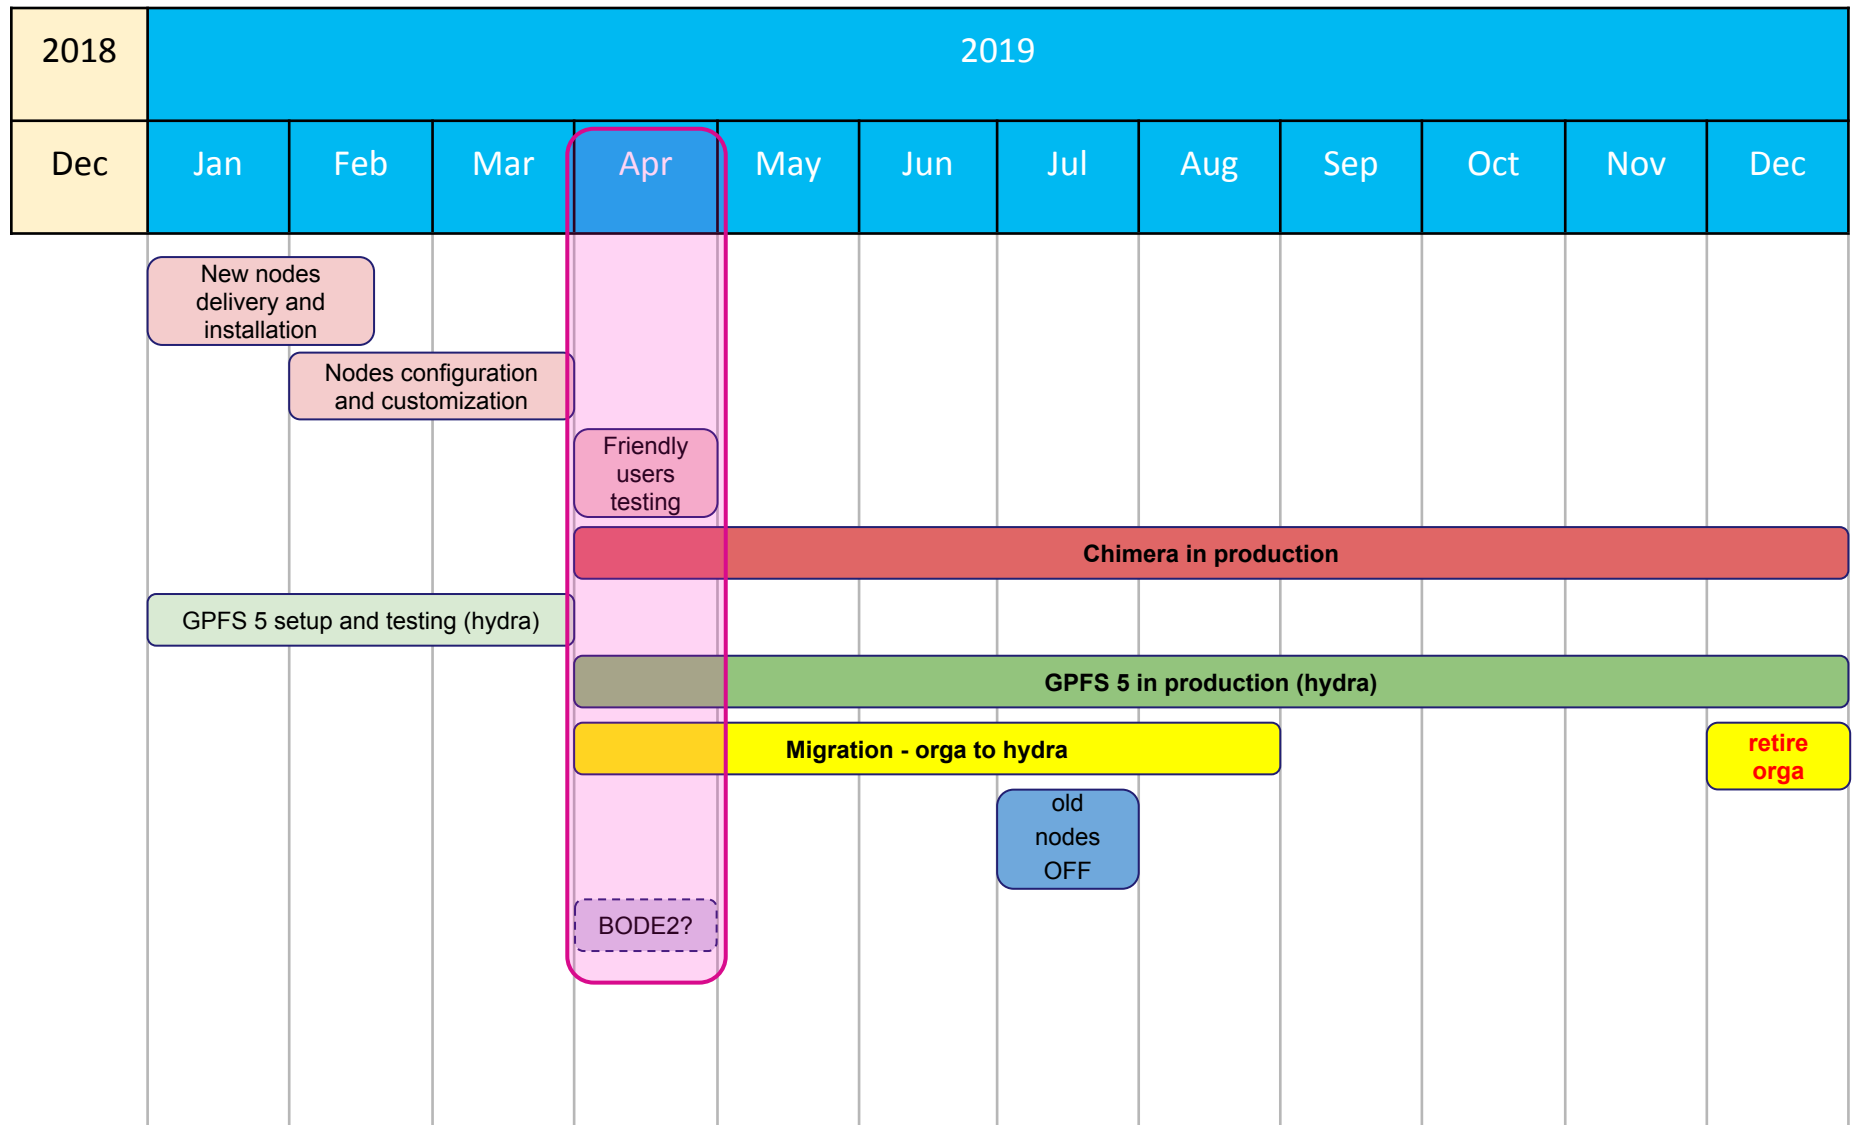 2018
2019
Dec
Jan
Feb
Mar
Apr
May
Jun
Jul
Aug
Sep
Oct
Nov
Dec
New nodes
delivery and
installation
Nodes configuration
and customization
Friendly
users
testing
Chimera in production
GPFS 5 setup and testing (hydra)
GPFS 5 in production (hydra)
Migration - orga to hydra
retire
orga
old
nodes
OFF
BODE2?